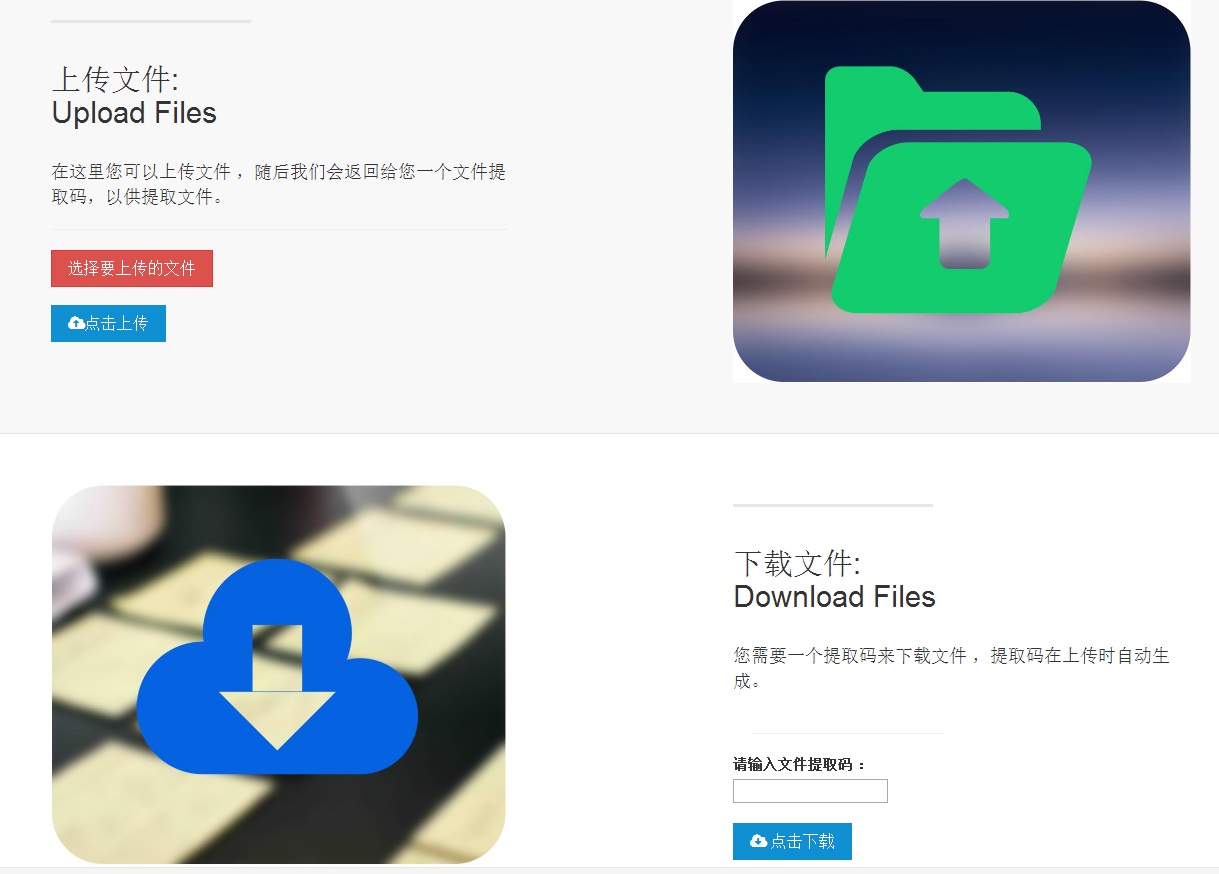 上传文件:
Upload Files
在这里您可以上传文件 ，随后我们会返回给您一个文件提
取码，以供提取文件。
选择要上传的文件
点击上传
下载文件:
Download Files
您需要一个提取码来下载文件 ，提取码在上传时自动生
成。
请输入文件提取码 ：
点击下载